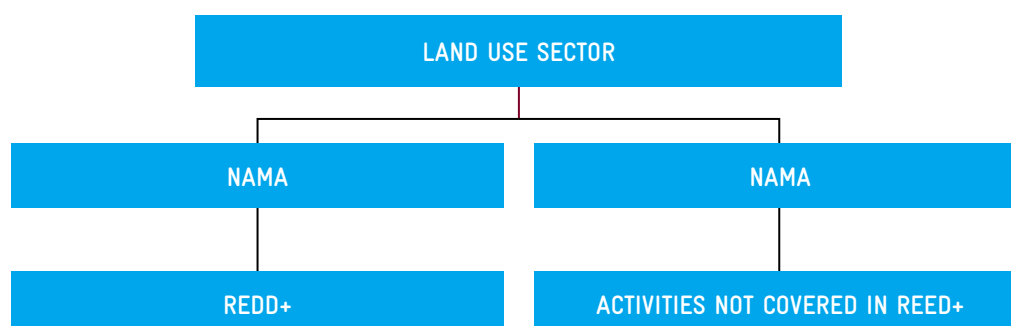 LAND USE SECTOR
NAMA
NAMA
REDD+
ACTIVITIES NOT COVERED IN REED+